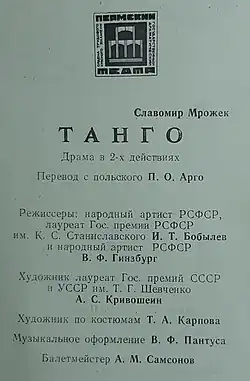 ПЕРМСКИЙ
ТЕАТР
Славомир Мрожек
ТАНГО
Драма в 2-х действиях
Перевод с польского П. О. Арго
Режиссеры: народный артист РСФСР,
лауреат Гос. премии РСФСР
им. К. С. Станиславского И. Т. Бобылев
и народный артист РСФСР
В. Ф. Гинзбург
Художник лауреат Гос. премий СССР
и УССР им. Т. Г. Шевченко
А. С. Кривошеин
Художник по костюмам Т. А. Карпова
Музыкальное оформление В. Ф. Пантуса
Балетмейстер А. М. Самсонов